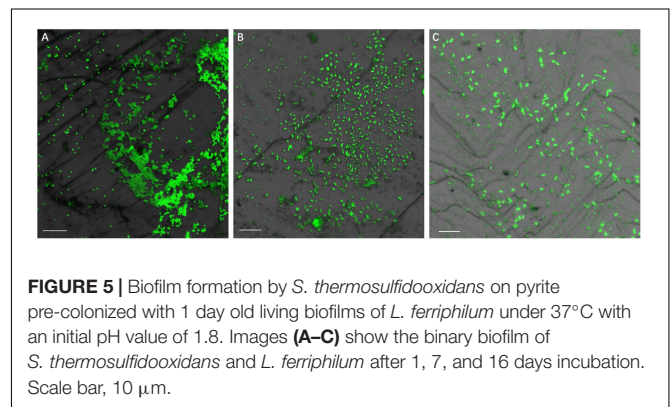 A
B
C
FIGURE 5 | Biofilm formation by S. thermosulfidooxidans on pyrite
pre-colonized with 1 day old living biofilms of L. ferriphilum under 37°C with
an initial pH value of 1.8. Images (A–C) show the binary biofilm of
S. thermosulfidooxidans and L. ferriphilum after 1, 7, and 16 days incubation.
Scale bar, 10 μm.